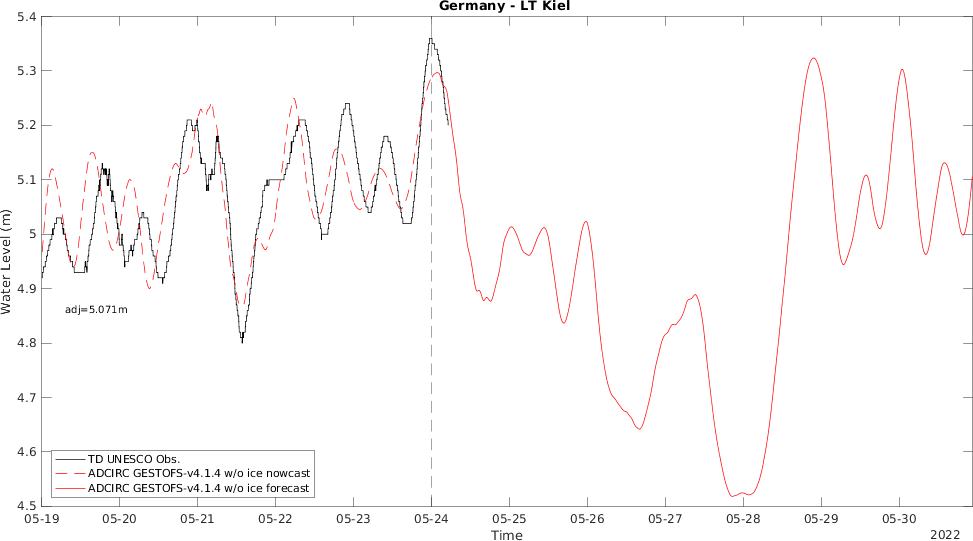 Germany - LT Kiel
5.4
5.3
5.2
5.1
5
4.9
4.8
4.7
4.6
4.5
Water Level (m)
adj=5.071m
TD UNESCO Obs.
ADCIRC GESTOFS-v4.1.4 w/o ice nowcast
ADCIRC GESTOFS-v4.1.4 w/o ice forecast
05-19 05-20 05-21 05-22 05-23 05-24 05-25 05-26 05-27 05-28 05-29 05-30
Time
2022